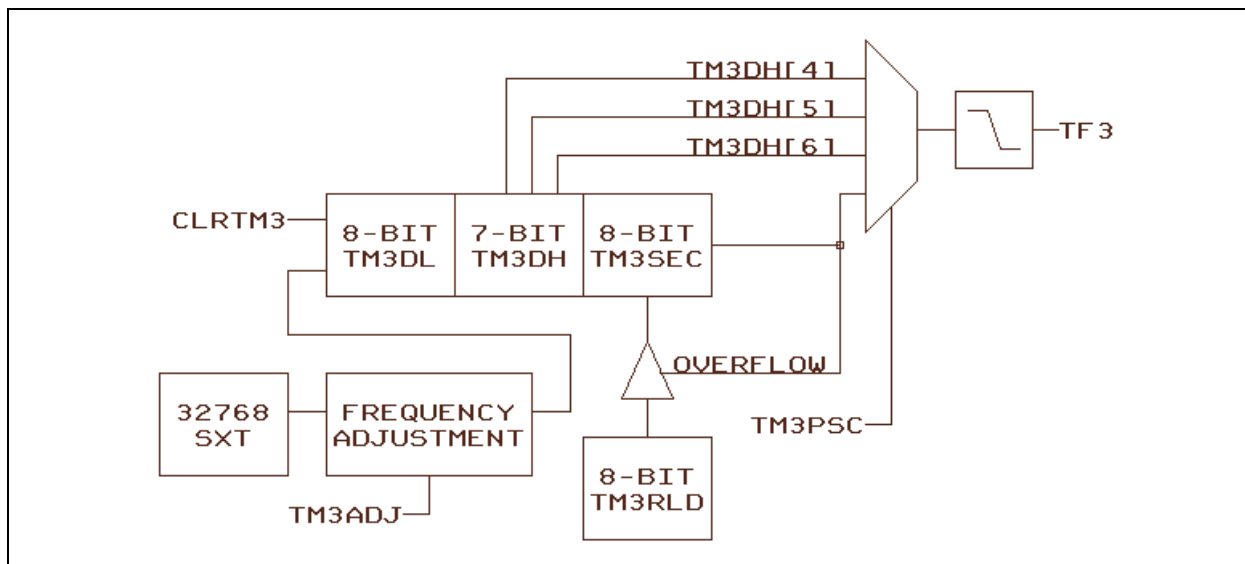 TM3DH[4]
TM3DH[5]
TM3DH[6]
TF3
CLRTM3
8-BIT
TM3DL
7-BIT
TM3DH
8-BIT
TM3SEC
OVERFLOW
32768
SXT
FREQUENCY
ADJUSTMENT
TM3PSC
8-BIT
TM3RLD
TM3ADJ